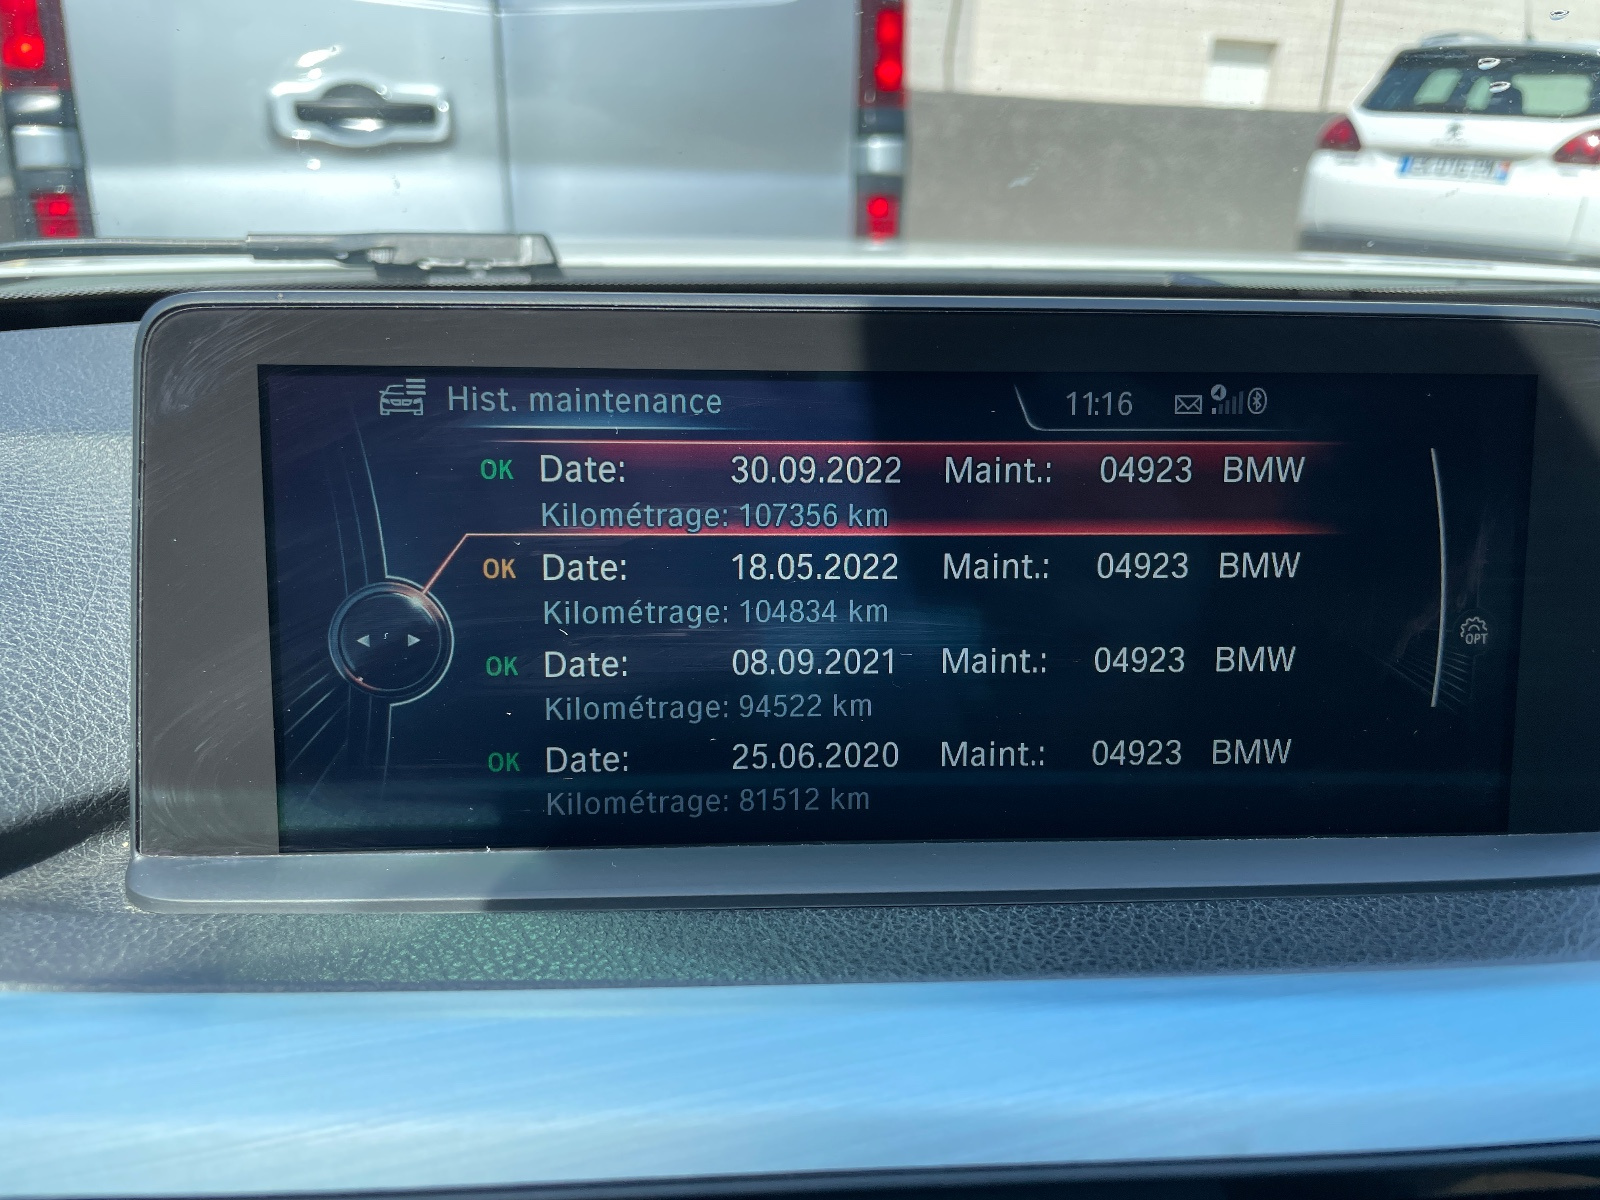 Hist. maintenance 11:16
OK Date: 30.09.2022 Maint.: 04923 BMW
Kilométrage: 107356 km
OK Date: 18.05.2022 Maint.: 04923 BMW
Kilométrage: 104834 km
OK Date: 08.09.2021 Maint.: 04923 BMW
Kilométrage: 94522 km
OK Date: 25.06.2020 Maint.: 04923 BMW
Kilométrage: 81512 km
OPT